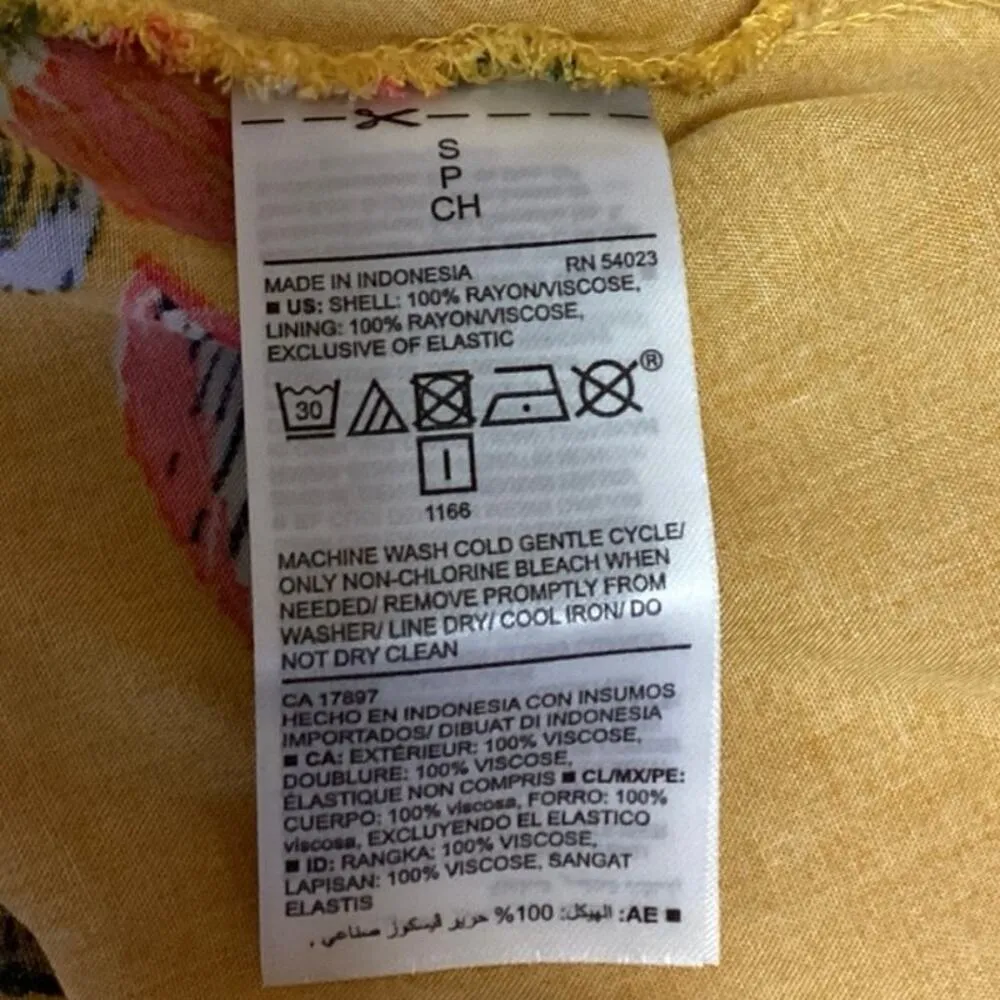 S
P
CH
MADE IN INDONESIA RN 54023
■ US: SHELL: 100% RAYON/VISCOSE,
LINING: 100% RAYON/VISCOSE,
EXCLUSIVE OF ELASTIC
30 ®
1166
MACHINE WASH COLD GENTLE CYCLE/
ONLY NON-CHLORINE BLEACH WHEN
NEEDED/ REMOVE PROMPTLY FROM
WASHER/ LINE DRY/ COOL IRON/ DO
NOT DRY CLEAN
CA 17897
HECHO EN INDONESIA CON INSUMOS
IMPORTADOS/ DIBUAT DI INDONESIA
■ CA: EXTÉRIEUR: 100% VISCOSE,
DOUBLURE: 100% VISCOSE,
ÉLASTIQUE NON COMPRIS ■ CL/MX/PE:
CUERPO: 100% viscosa, FORRO: 100%
viscosa, EXCLUYENDO EL ELASTICO
■ ID: RANGKA: 100% VISCOSE,
LAPISAN: 100% VISCOSE, SANGAT
ELASTIS
■ AE: الهيكل: 100% حرير فيسكوز صناعي ,